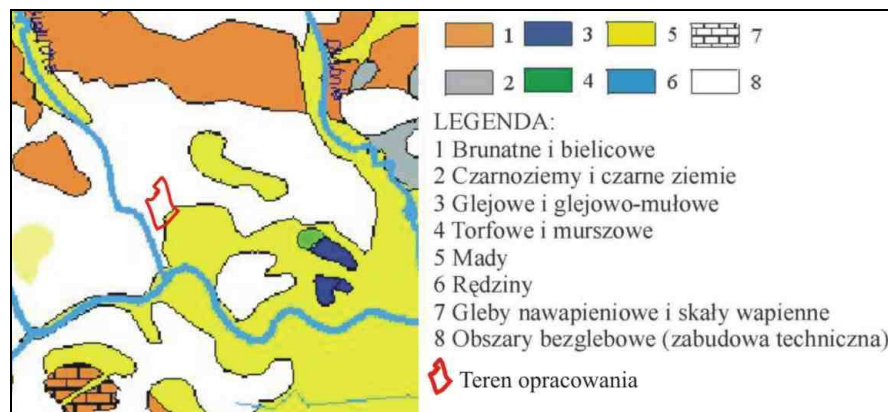 1 3 5 7
2 4 6 8
LEGENDA:
1 Brunatne i bielicowe
2 Czarnoziemy i czarne ziemie
3 Glejowe i glejowo-mułowe
4 Torfowe i murszowe
5 Mady
6 Rędziny
7 Gleby nawapieniowe i skały wapienne
8 Obszary bezglebowe (zabudowa techniczna)
Teren opracowania